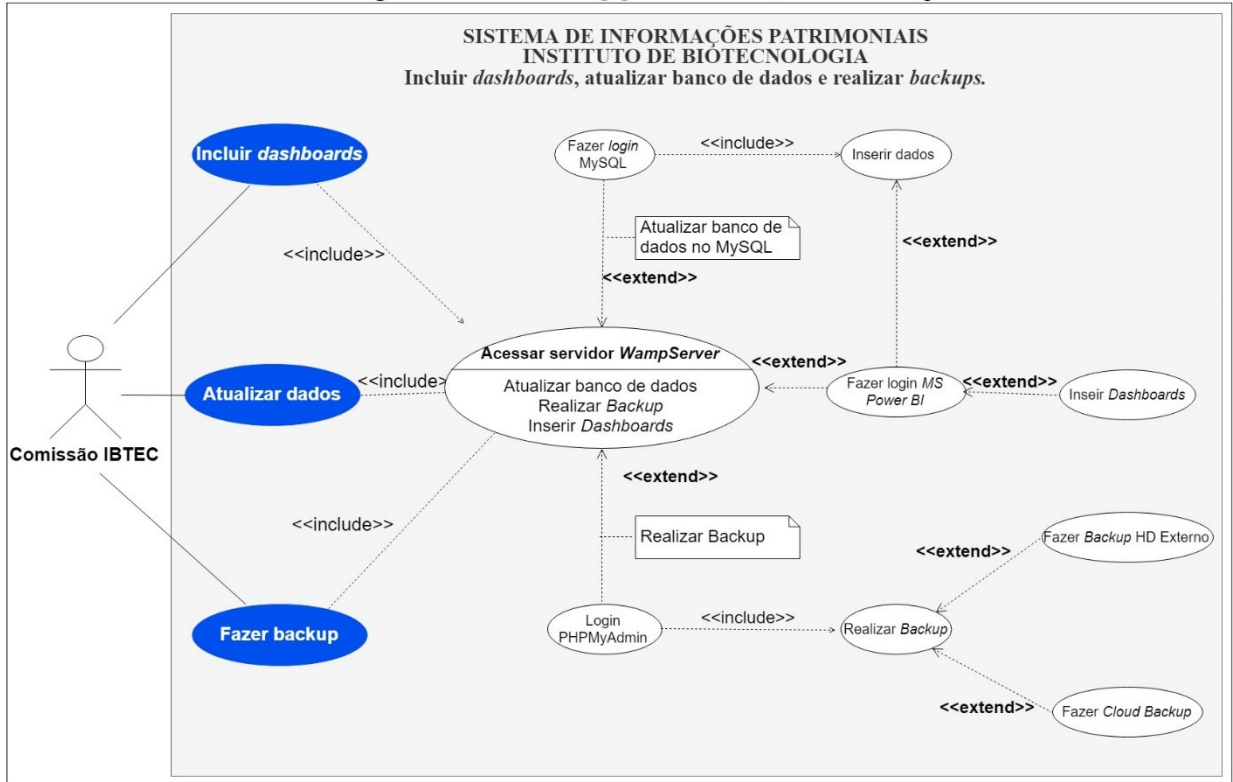 SISTEMA DE INFORMAÇÕES PATRIMONIAIS
INSTITUTO DE BIOTECNOLOGIA
Incluir dashboards, atualizar banco de dados e realizar backups.
Incluir dashboards
Fazer login
MySQL
<<include>>
Inserir dados
Atualizar banco de
dados no MySQL
<<include>>
<<extend>>
<<extend>>
Acessar servidor WampServer
Atualizar banco de dados
Realizar Backup
Inserir Dashboards
<<extend>>
Fazer login MS
Power BI
<<extend>>
Inseir Dashboards
Atualizar dados
<<include>
Comissão IBTEC
<<extend>>
<<include>>
Realizar Backup
Fazer Backup HD Externo
<<extend>>
Fazer backup
Login
PHPMyAdmin
<<include>>
Realizar Backup
<<extend>>
Fazer Cloud Backup